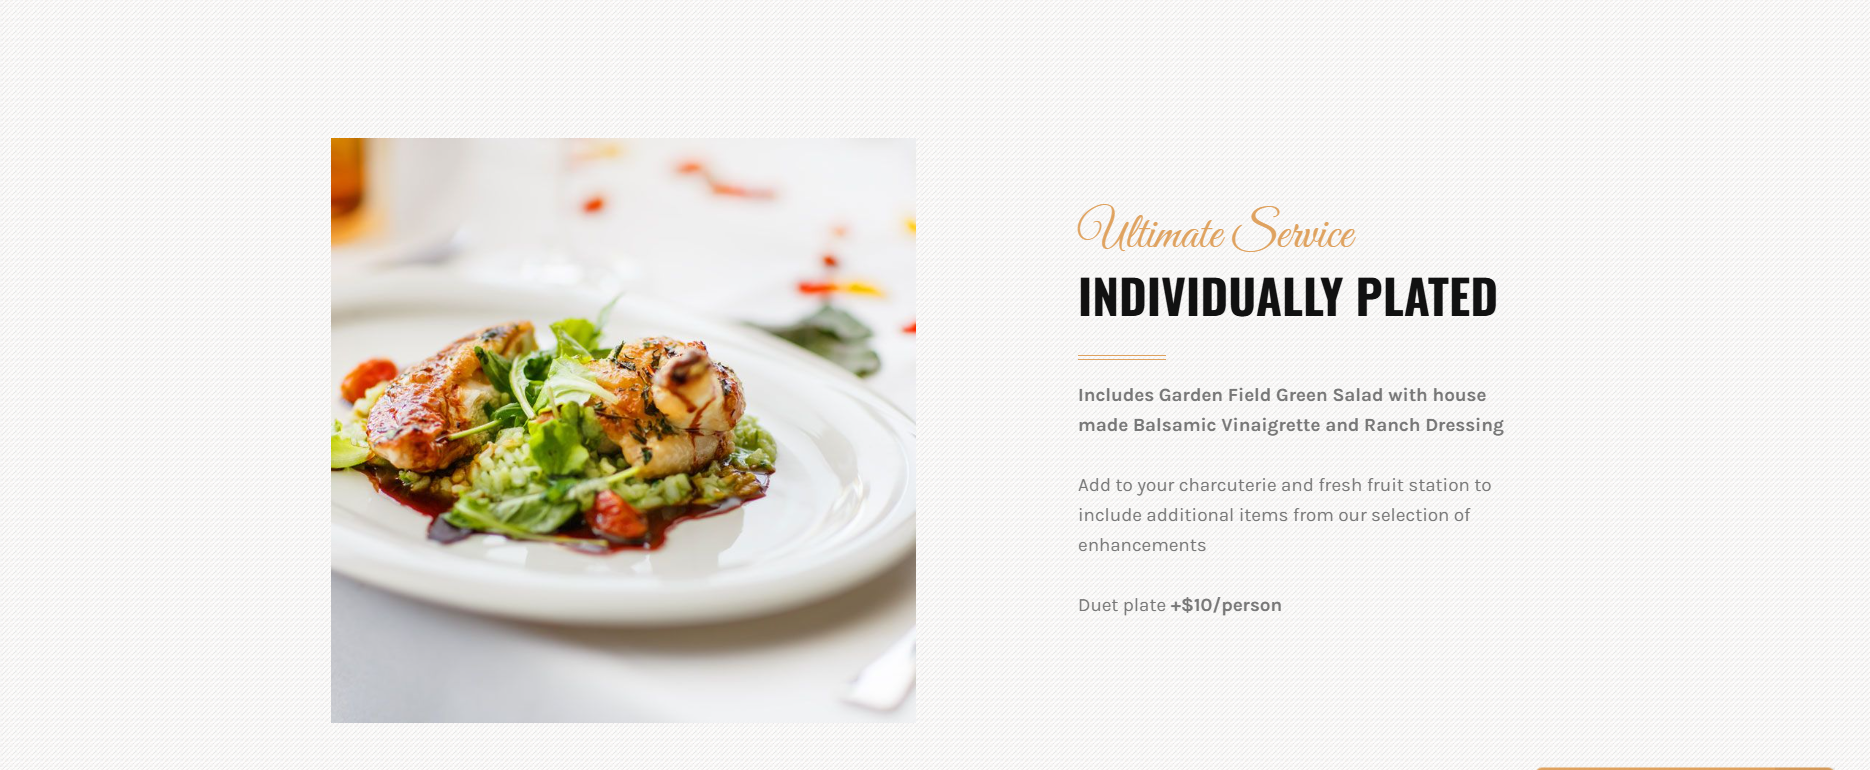 Ultimate Service
INDIVIDUALLY PLATED
Includes Garden Field Green Salad with house
made Balsamic Vinaigrette and Ranch Dressing
Add to your charcuterie and fresh fruit station to
include additional items from our selection of
enhancements
Duet plate +$10/person